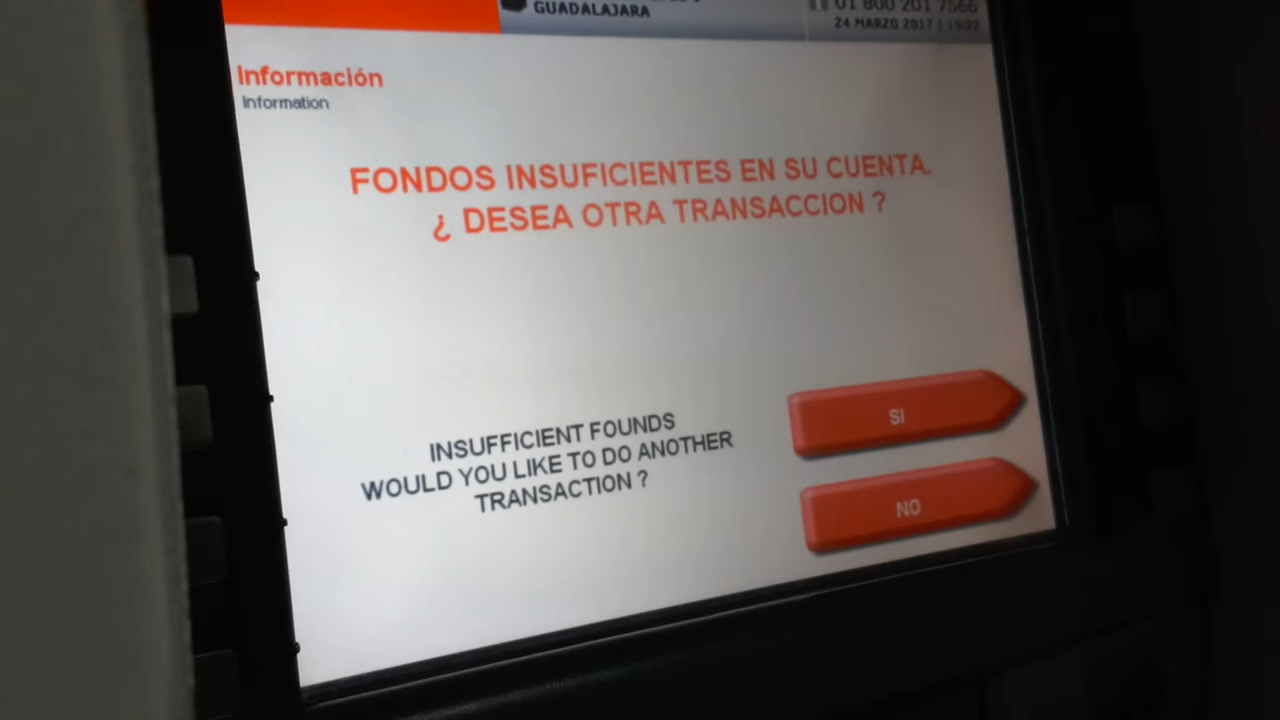 GUADALAJARA
01 800 201 7566
24 MARZO 2017 | 19:22
Información
Information
FONDOS INSUFICIENTES EN SU CUENTA.
¿ DESEA OTRA TRANSACCION ?
INSUFFICIENT FOUNDS
WOULD YOU LIKE TO DO ANOTHER
TRANSACTION ?
SI
NO